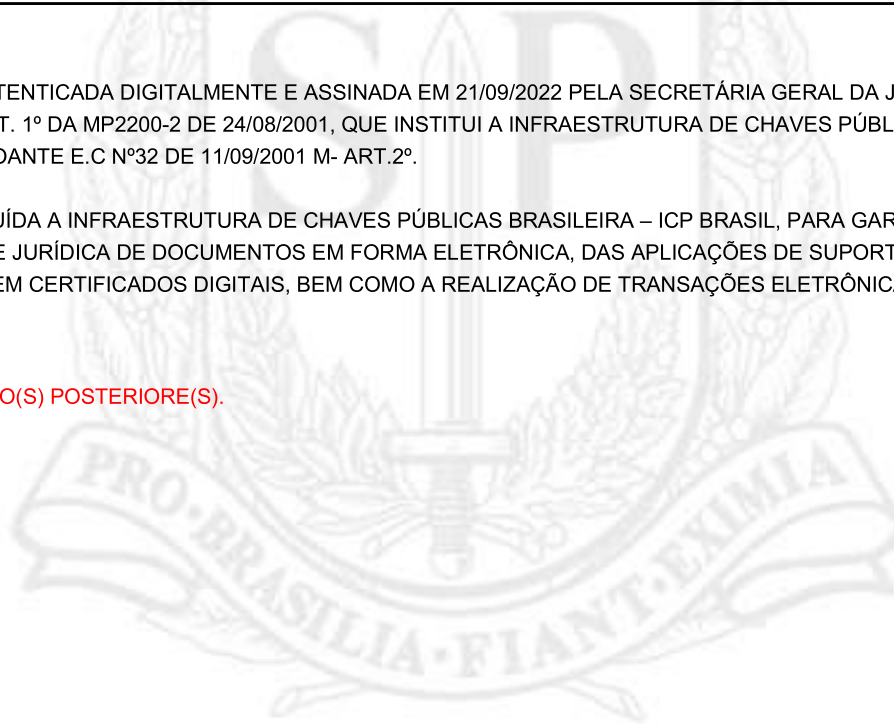 TENTICADA DIGITALMENTE E ASSINADA EM 21/09/2022 PELA SECRETÁRIA GERAL DA J
T. 1º DA MP2200-2 DE 24/08/2001, QUE INSTITUI A INFRAESTRUTURA DE CHAVES PÚBL
DANTE E.C Nº32 DE 11/09/2001 M- ART.2º.
UÍDA A INFRAESTRUTURA DE CHAVES PÚBLICAS BRASILEIRA – ICP BRASIL, PARA GAR
E JURÍDICA DE DOCUMENTOS EM FORMA ELETRÔNICA, DAS APLICAÇÕES DE SUPORT
EM CERTIFICADOS DIGITAIS, BEM COMO A REALIZAÇÃO DE TRANSAÇÕES ELETRÔNICA
O(S) POSTERIORE(S).
SP
PRO·BRASILIA·FIANT·EXIMIA